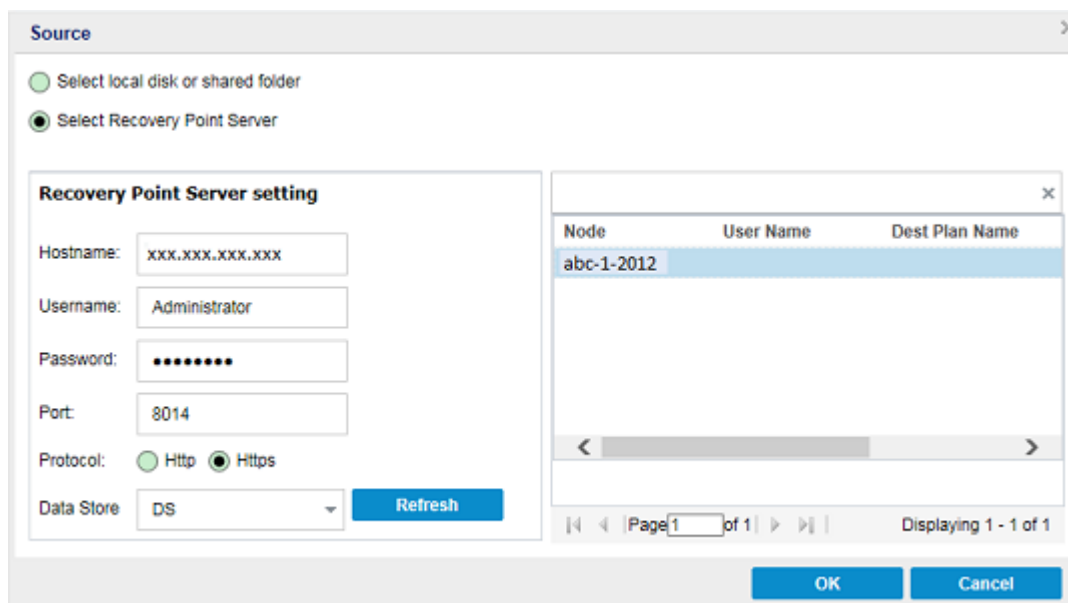 Source
Select local disk or shared folder
Select Recovery Point Server
Recovery Point Server setting
Hostname: xxx.xxx.xxx.xxx
Username: Administrator
Password: ••••••••
Port: 8014
Protocol: Http Https
Data Store DS Refresh
Node User Name Dest Plan Name
abc-1-2012
Page 1 of 1 Displaying 1 - 1 of 1
OK Cancel